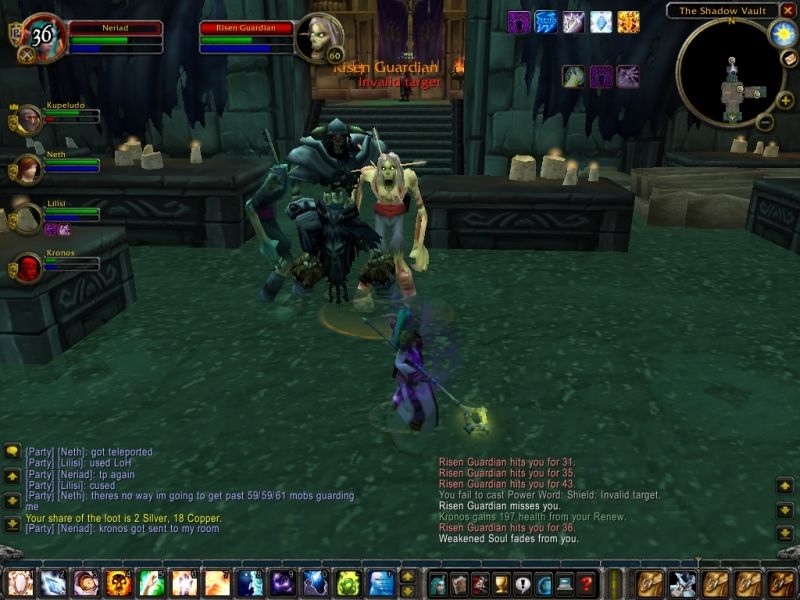 The Shadow Vault
36
Neriad
Risen Guardian
60
N
Risen Guardian
Invalid target
Kupeludo
Neth
Lilisi
Kronos
[Party] [Neth]: got teleported
[Party] [Lilisi]: used LoH
[Party] [Neriad]: tp again
[Party] [Lilisi]: cused
[Party] [Neth]: theres no way im going to get past 59/59/61 mobs guarding
me
Your share of the loot is 2 Silver, 18 Copper.
[Party] [Neriad]: kronos got sent to my room
Risen Guardian hits you for 31.
Risen Guardian hits you for 35.
Risen Guardian hits you for 43.
You fail to cast Power Word: Shield: Invalid target.
Risen Guardian misses you.
Kronos gains 197 health from your Renew.
Risen Guardian hits you for 36.
Weakened Soul fades from you.